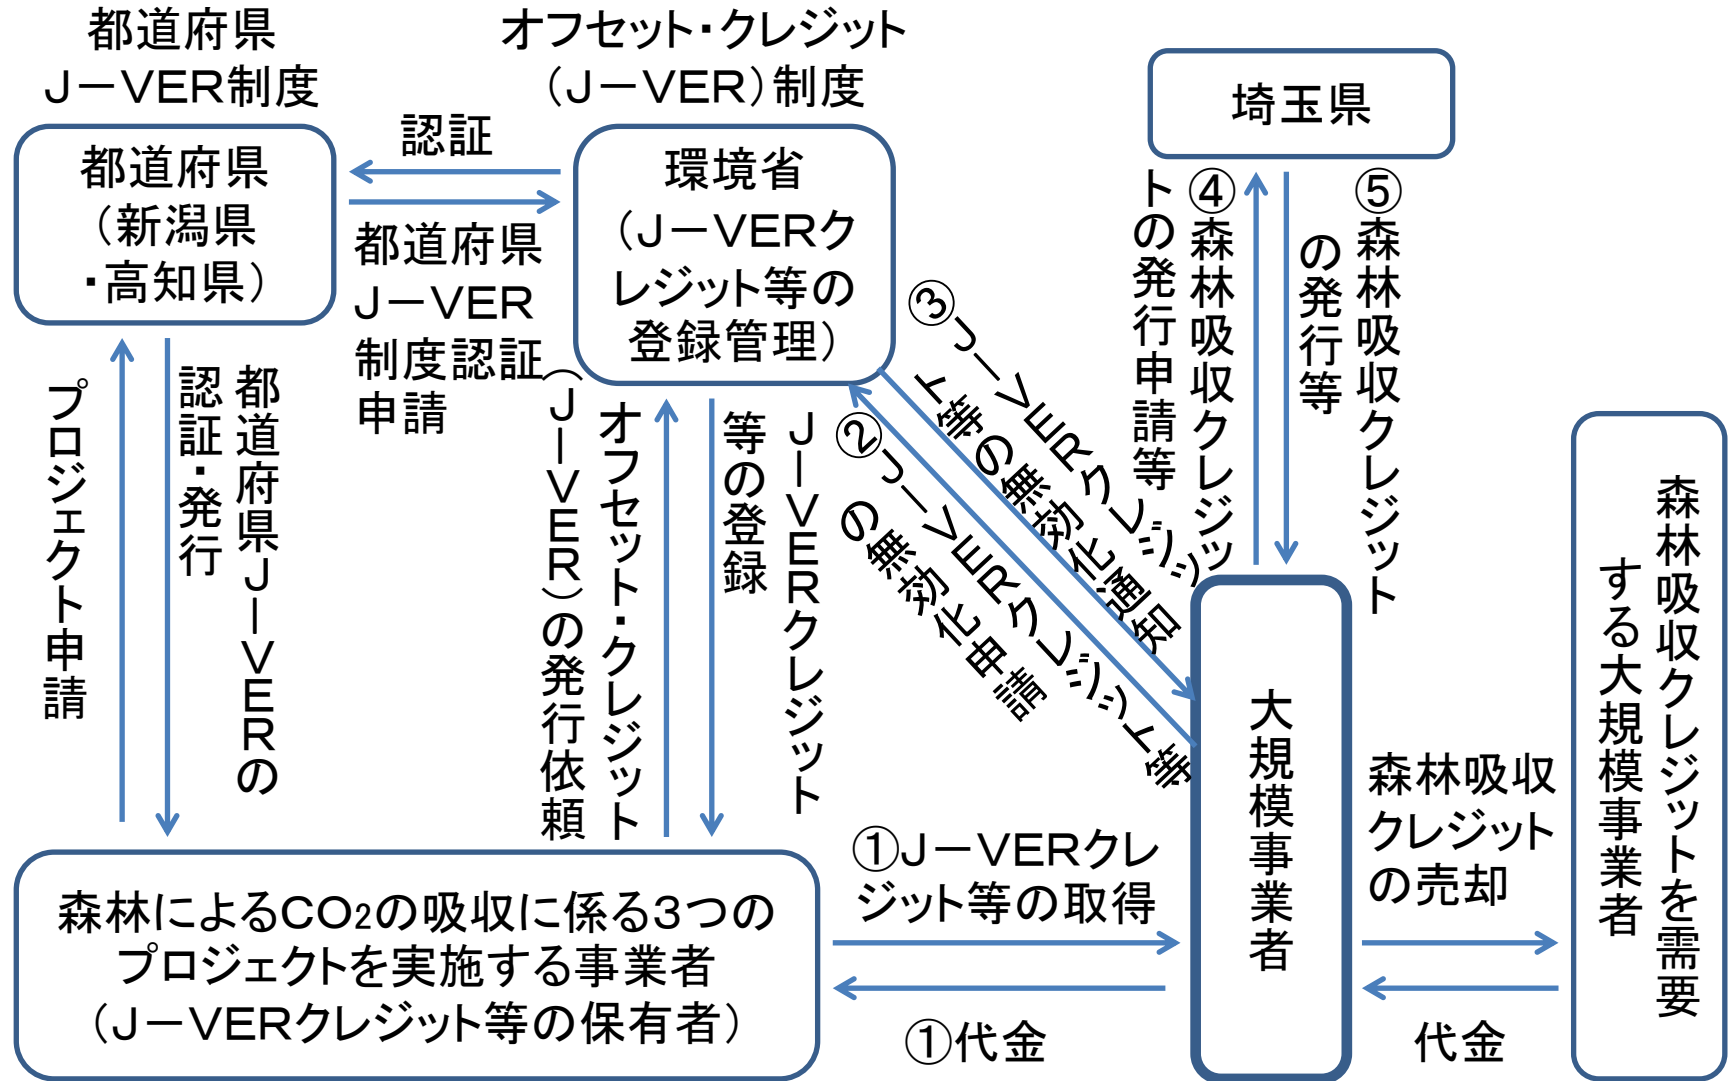 都道府県
J-VER制度
オフセット・クレジット
（J-VER）制度
都道府県
（新潟県
・高知県）
認証
都道府県
J-VER
制度認証
申請
環境省
（J-VERク
レジット等の
登録管理）
埼玉県
④森林吸収クレジッ
トの発行申請等
⑤森林吸収クレジット
の発行等
③J-VERクレジッ
ト等の無効化通知
②J-VERクレジット等
の無効化申請
プロジェクト申請
都道府県J-VERの
認証・発行
オフセット・クレジット
（J-VER）の発行依頼
J-VERクレジット
等の登録
森林によるCO2の吸収に係る3つの
プロジェクトを実施する事業者
（J-VERクレジット等の保有者）
①J-VERクレ
ジット等の取得
①代金
大規模事業者
森林吸収
クレジット
の売却
代金
森林吸収クレジットを需要
する大規模事業者